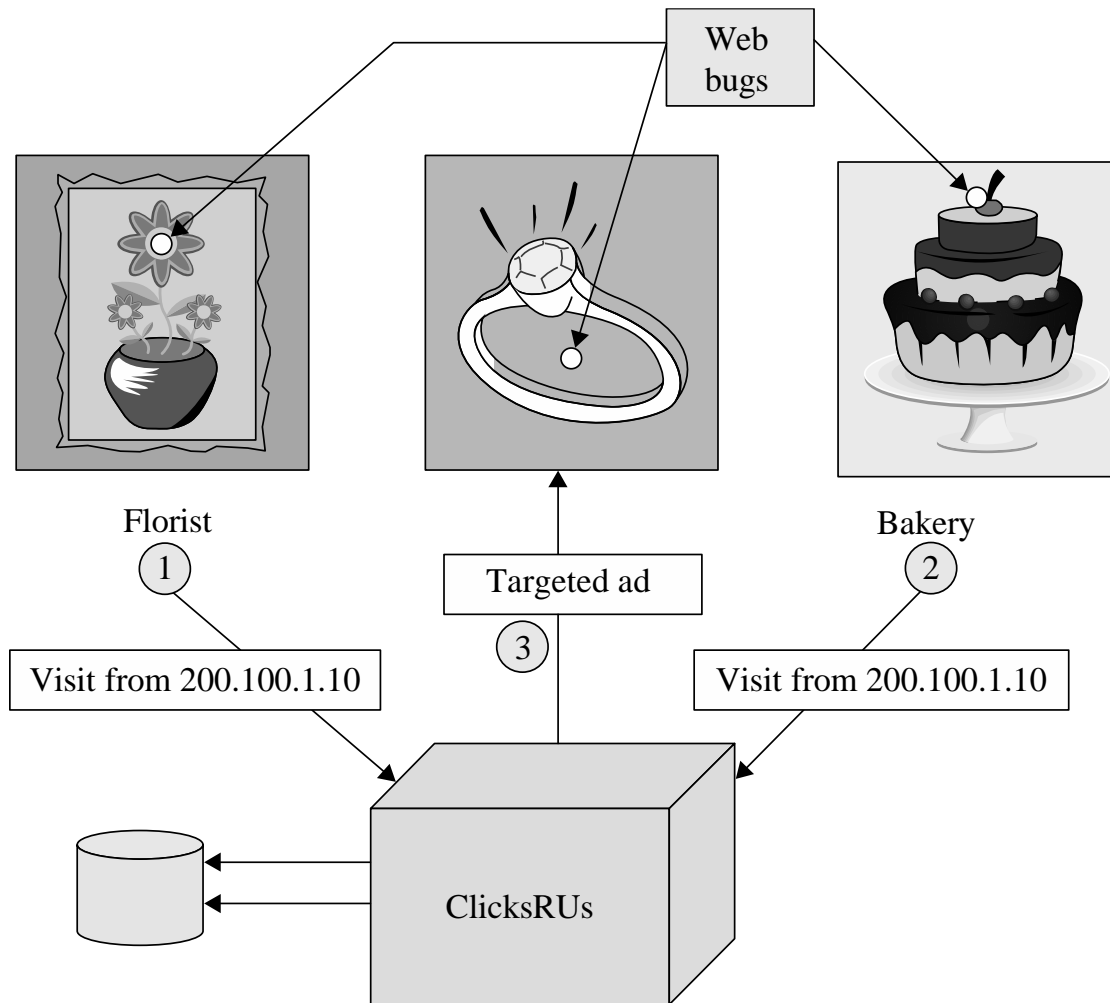 Web
bugs
Florist
Bakery
1
2
Targeted ad
3
Visit from 200.100.1.10
Visit from 200.100.1.10
ClicksRUs